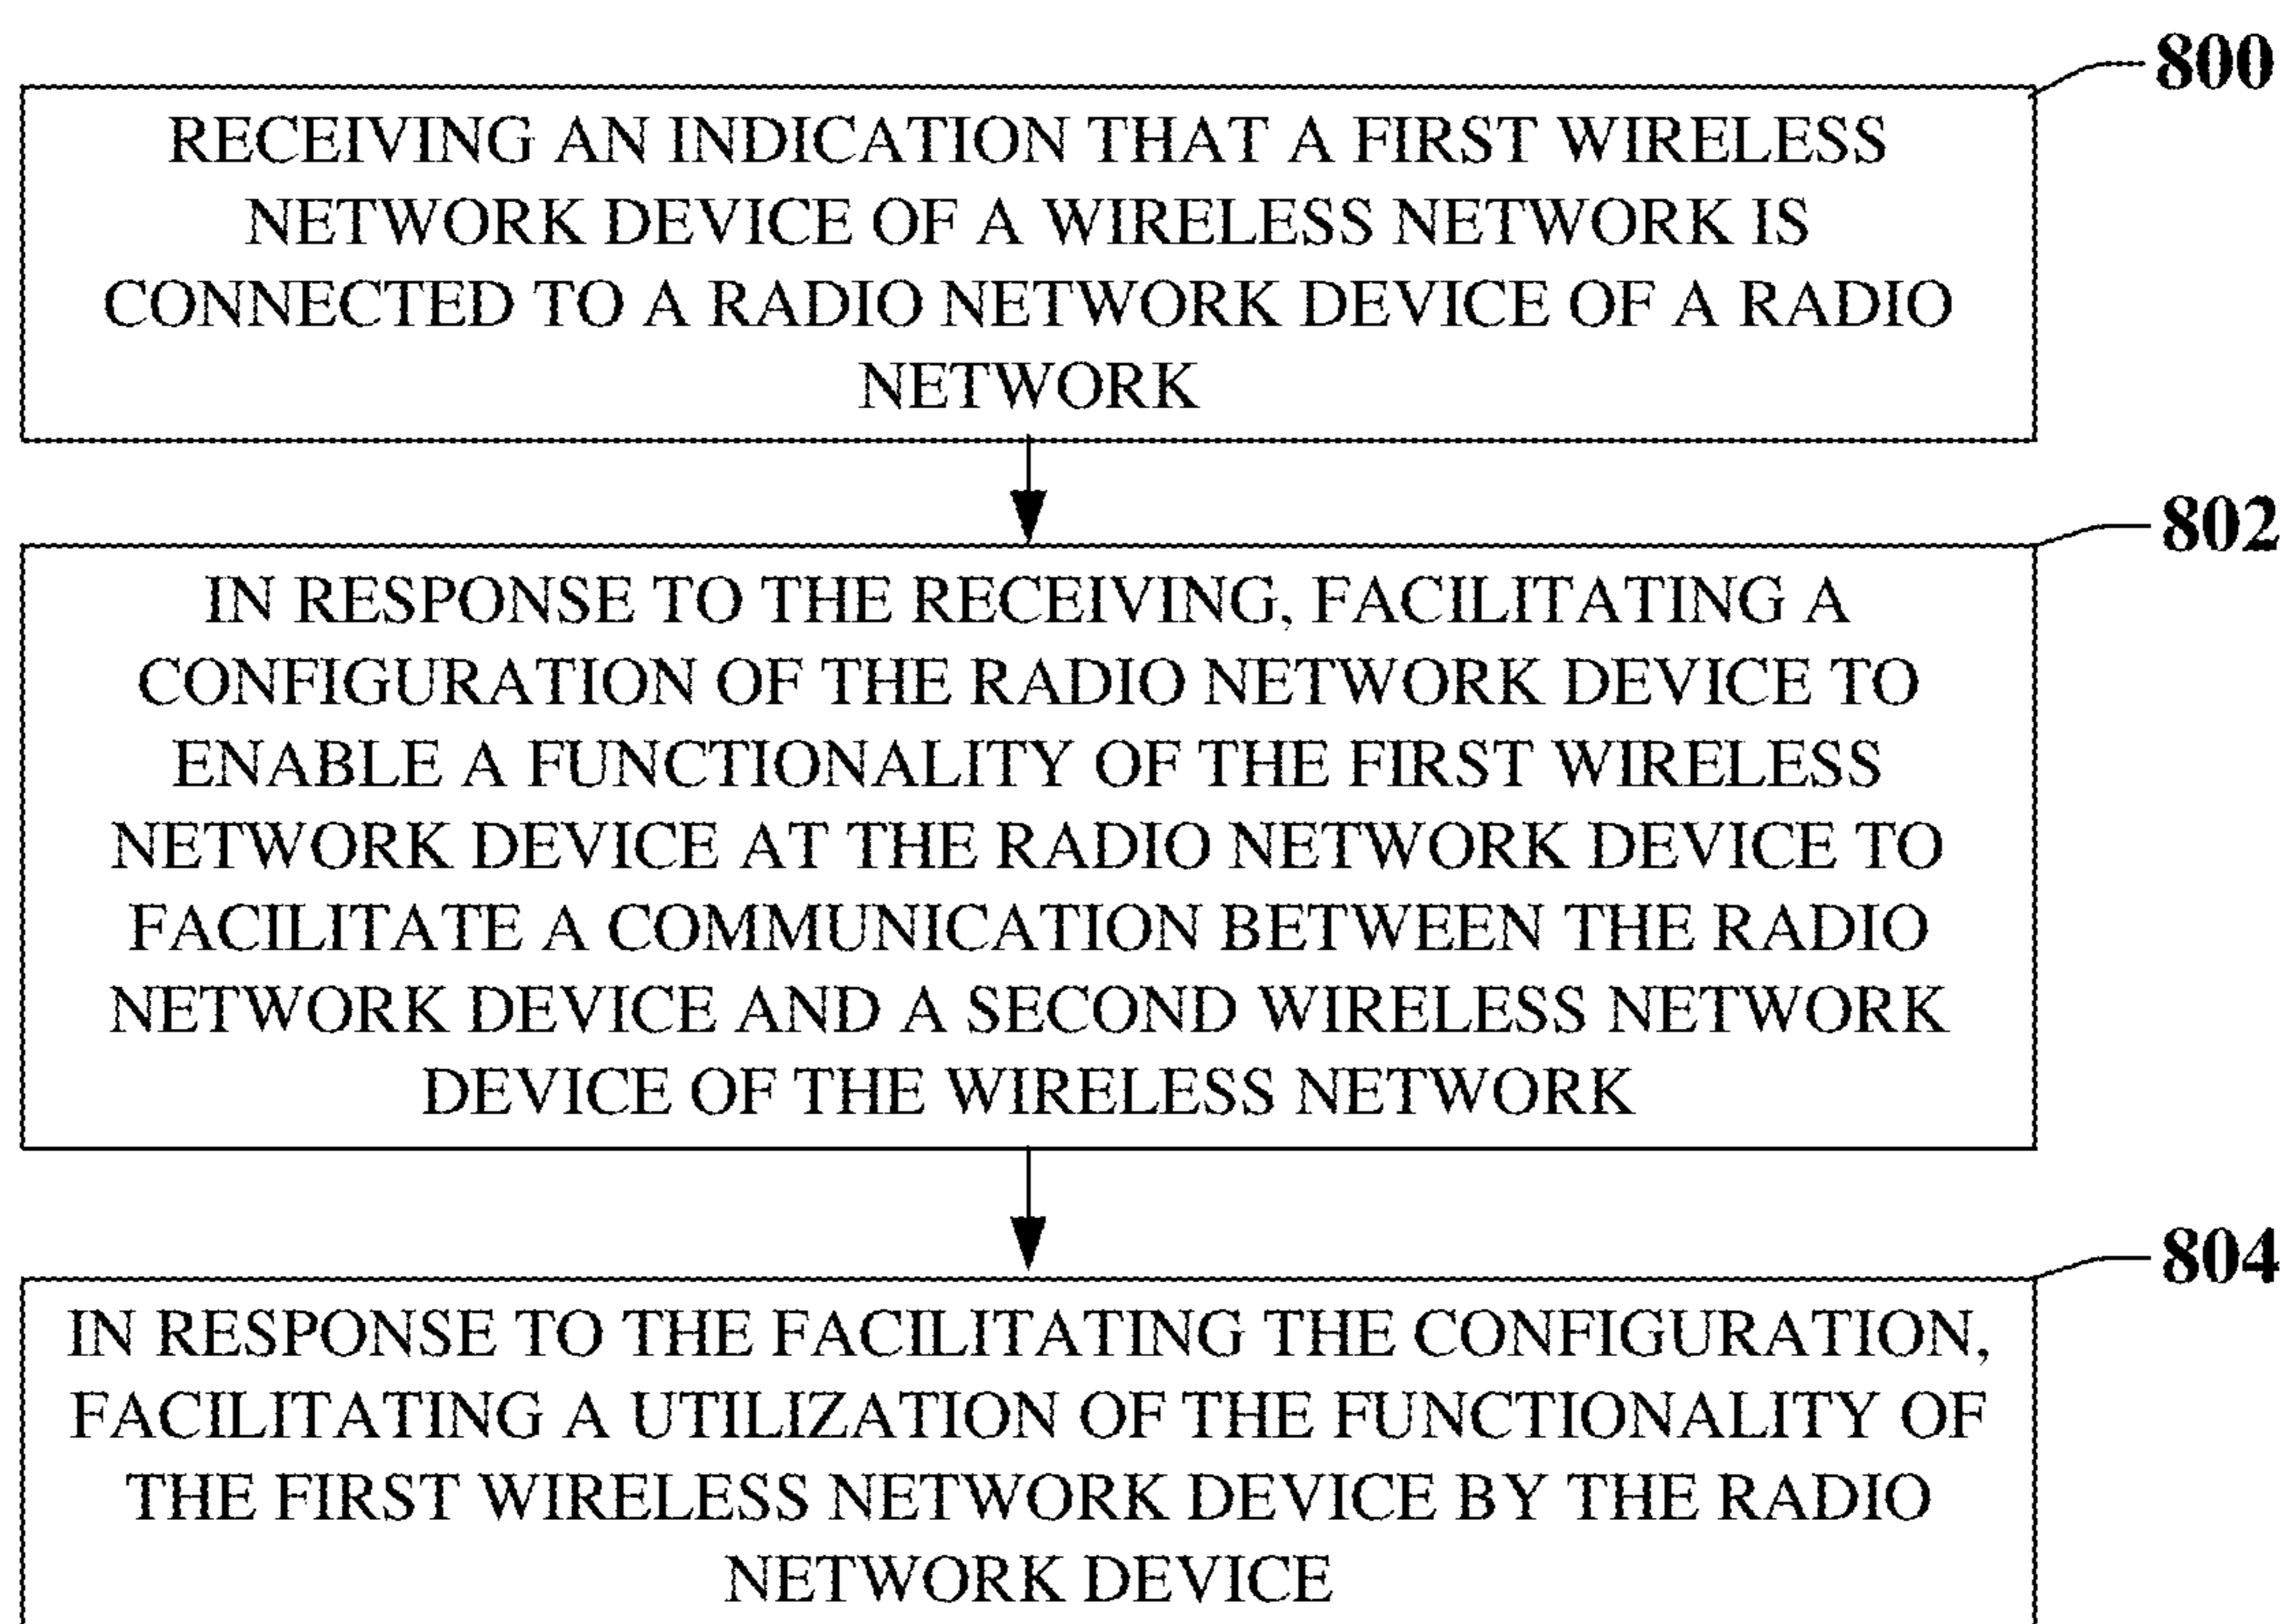 800
RECEIVING AN INDICATION THAT A FIRST WIRELESS
NETWORK DEVICE OF A WIRELESS NETWORK IS
CONNECTED TO A RADIO NETWORK DEVICE OF A RADIO
NETWORK
802
IN RESPONSE TO THE RECEIVING, FACILITATING A
CONFIGURATION OF THE RADIO NETWORK DEVICE TO
ENABLE A FUNCTIONALITY OF THE FIRST WIRELESS
NETWORK DEVICE AT THE RADIO NETWORK DEVICE TO
FACILITATE A COMMUNICATION BETWEEN THE RADIO
NETWORK DEVICE AND A SECOND WIRELESS NETWORK
DEVICE OF THE WIRELESS NETWORK
804
IN RESPONSE TO THE FACILITATING THE CONFIGURATION,
FACILITATING A UTILIZATION OF THE FUNCTIONALITY OF
THE FIRST WIRELESS NETWORK DEVICE BY THE RADIO
NETWORK DEVICE